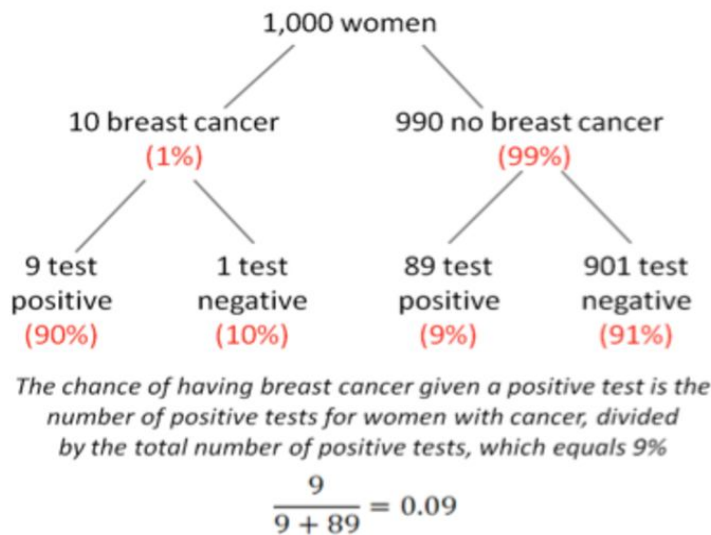 1,000 women
10 breast cancer
(1%)
990 no breast cancer
(99%)
9 test
positive
(90%)
1 test
negative
(10%)
89 test
positive
(9%)
901 test
negative
(91%)
The chance of having breast cancer given a positive test is the
number of positive tests for women with cancer, divided
by the total number of positive tests, which equals 9%
9
9 + 89
= 0.09